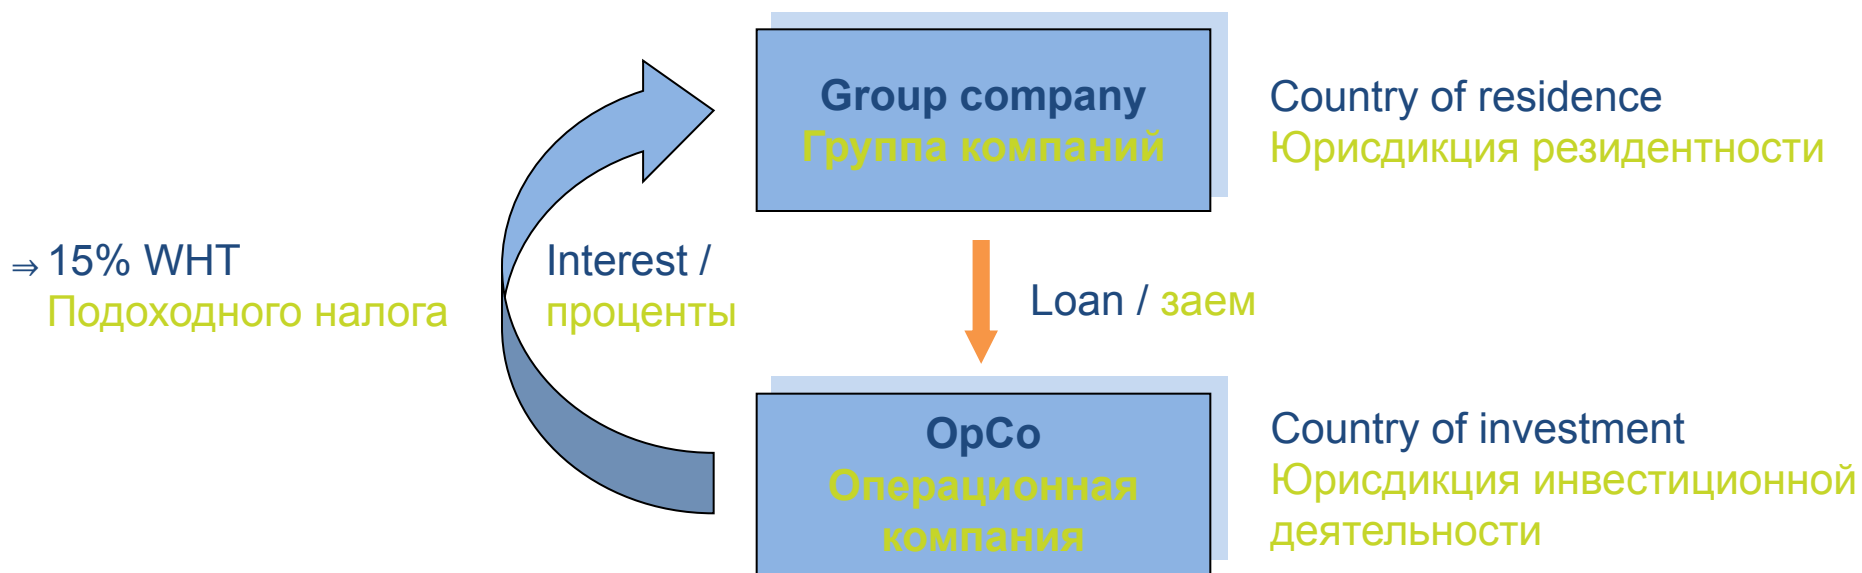 Group company
Группа компаний
Country of residence
Юрисдикция резидентности
⇒ 15% WHT
Подоходного налога
Interest /
проценты
Loan / заем
OpCo
Операционная
компания
Country of investment
Юрисдикция инвестиционной
деятельности